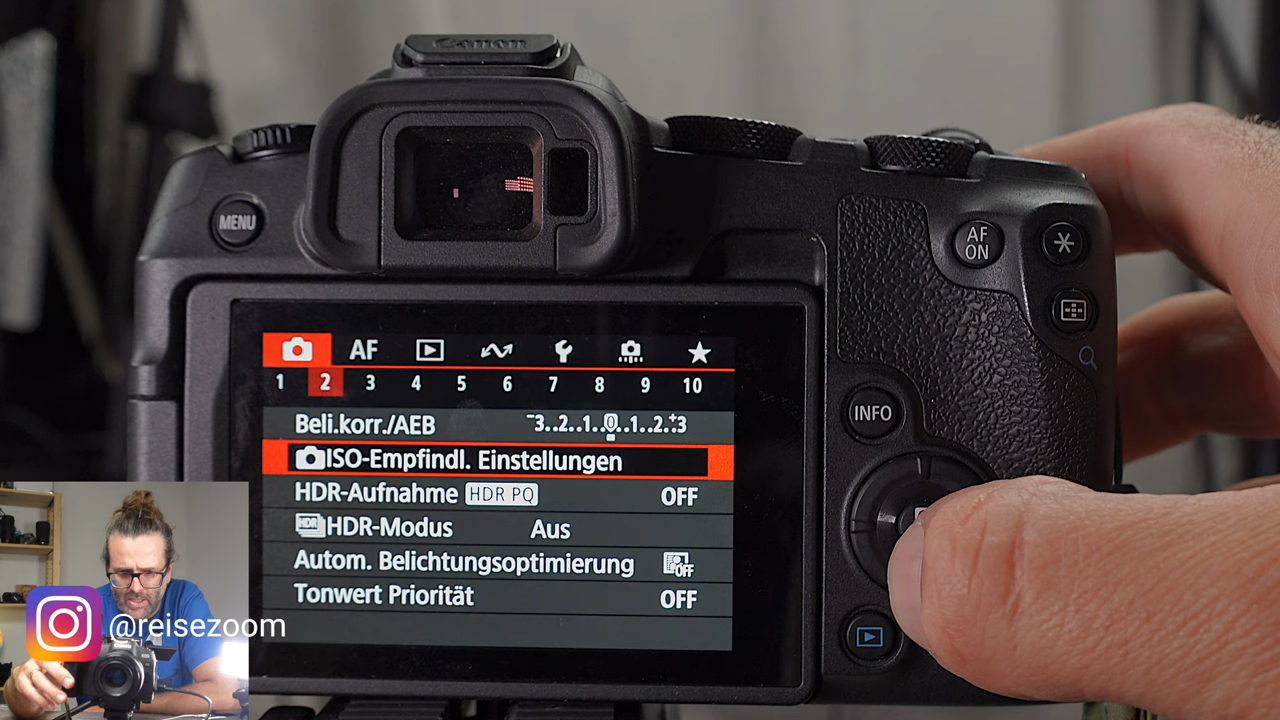 Canon
MENU
AF
ON
INFO
AF
1 2 3 4 5 6 7 8 9 10
Beli.korr./AEB -3..2..1..0..1..2.:+3
ISO-Empfindl. Einstellungen
HDR-Aufnahme HDR PQ OFF
HDR HDR-Modus Aus
Autom. Belichtungsoptimierung OFF
Tonwert Priorität OFF
@reisezoom